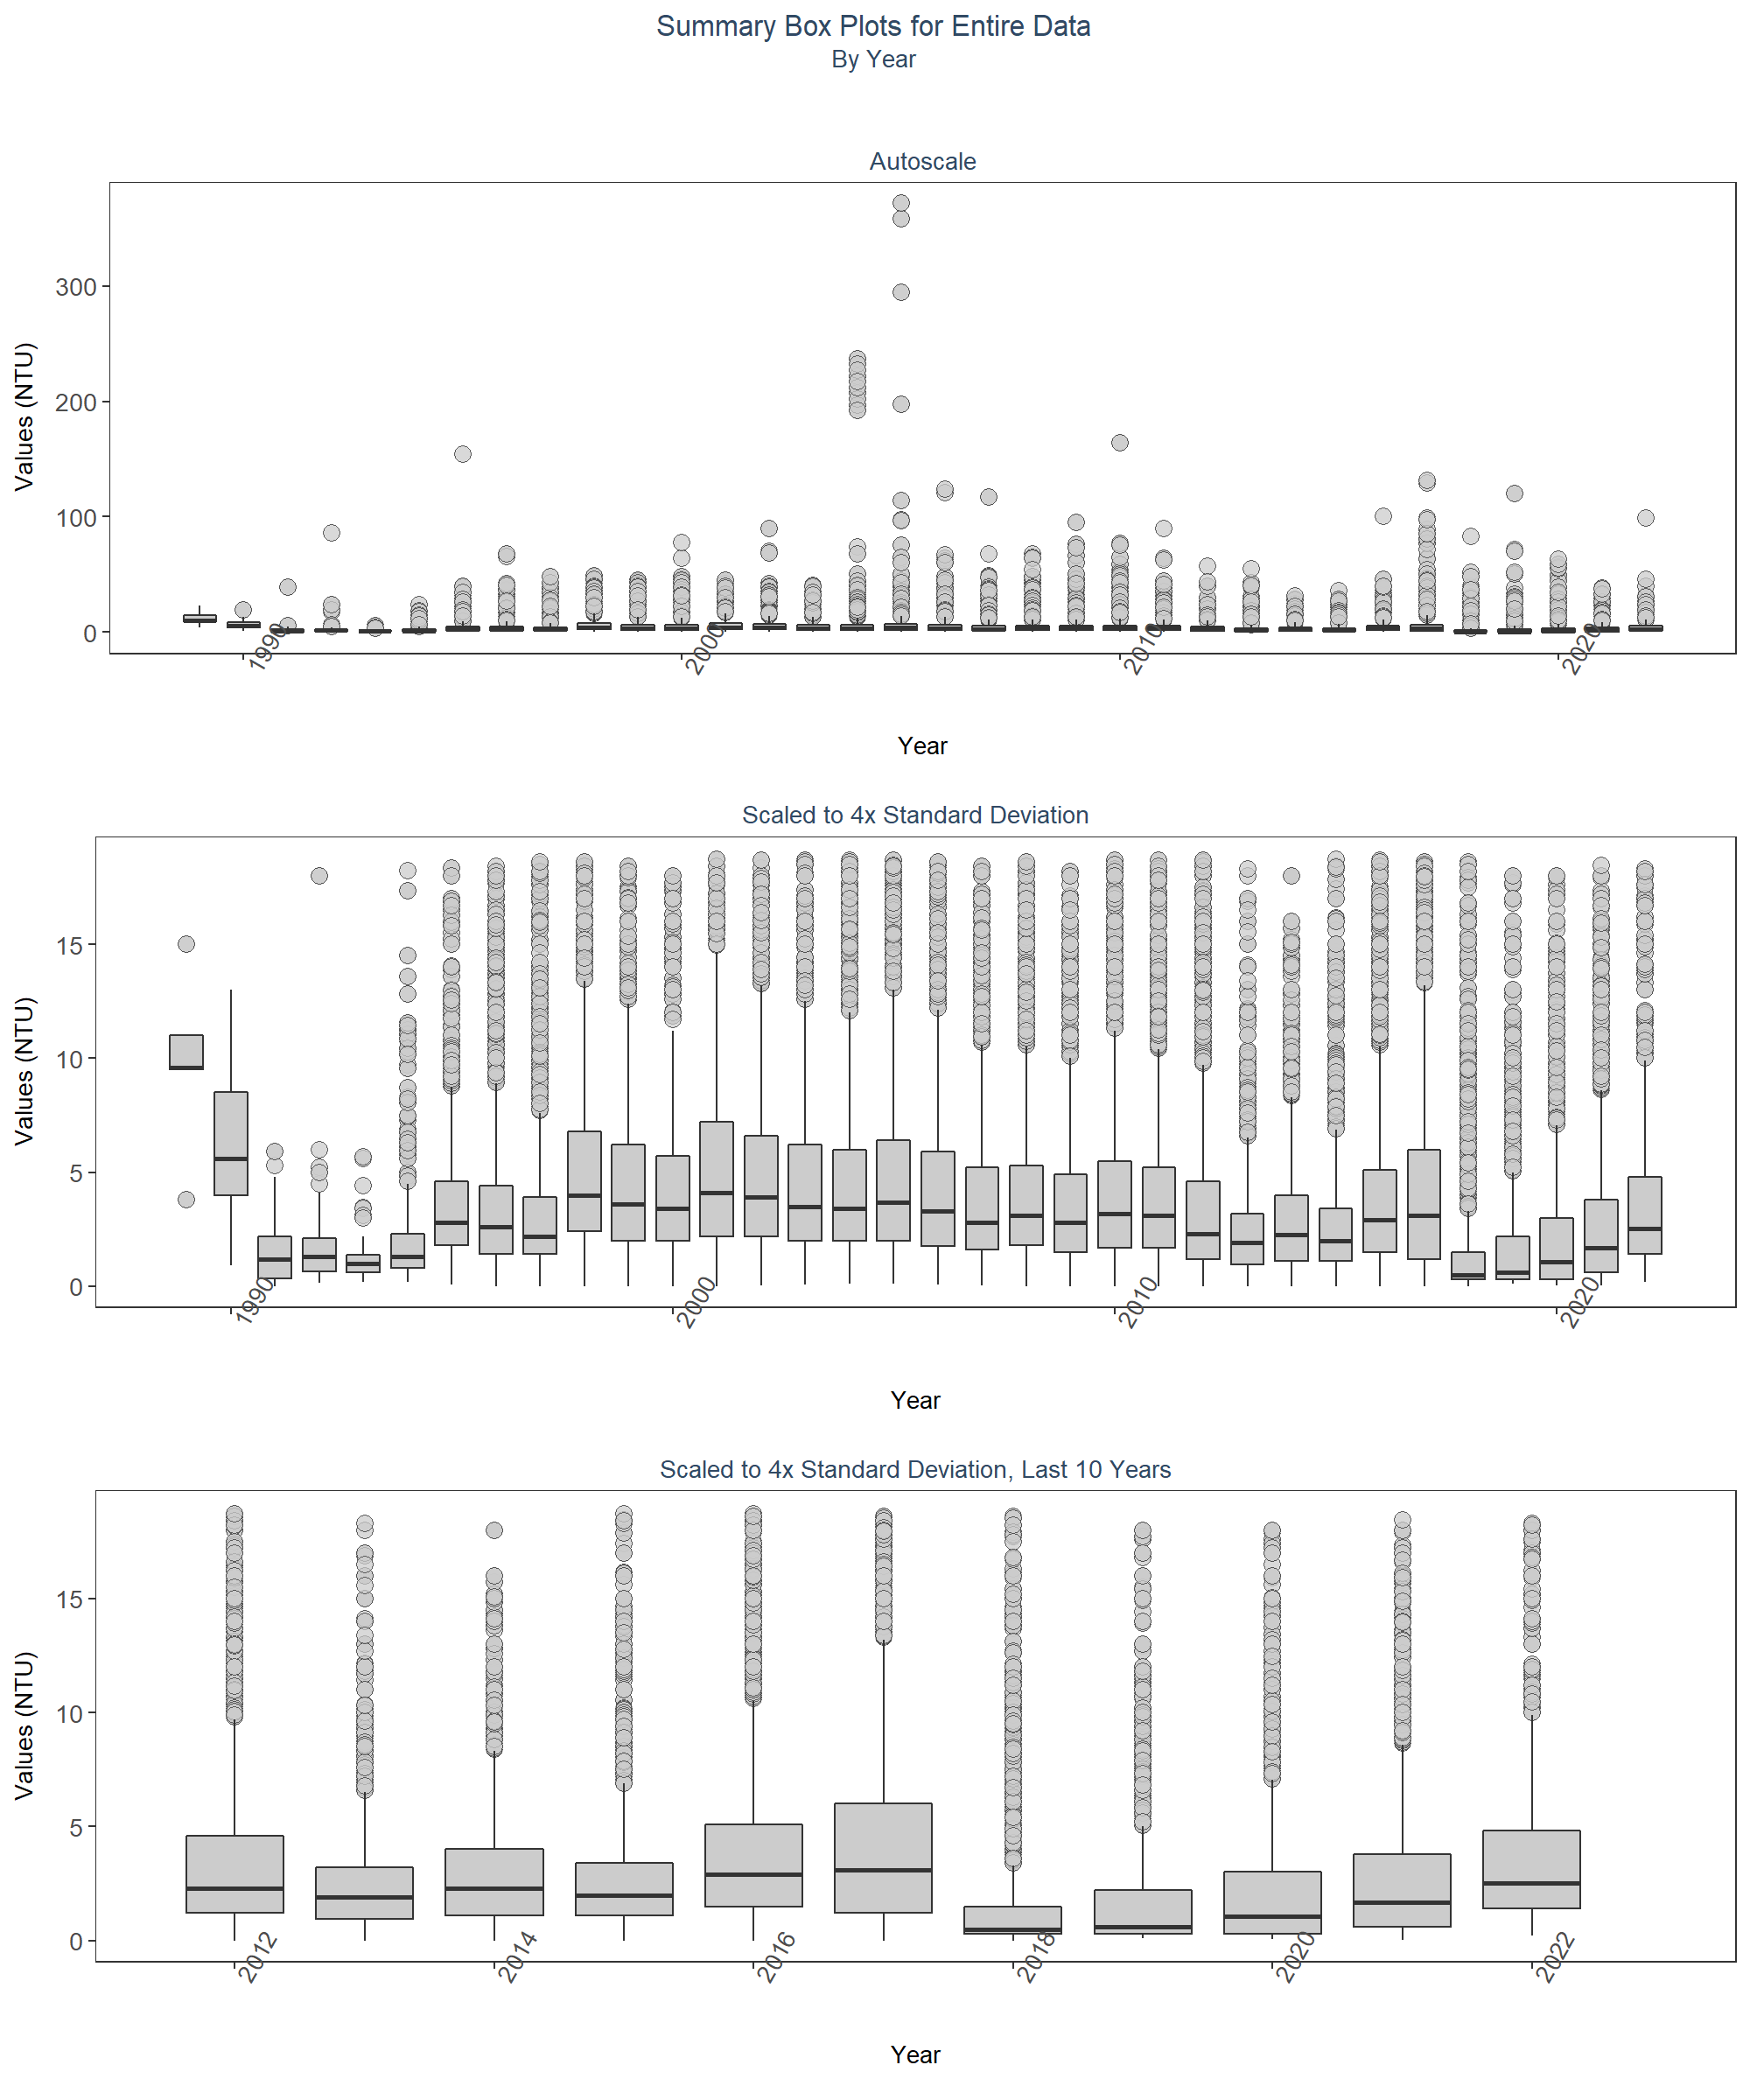 Summary Box Plots for Entire Data
By Year
Autoscale
Values (NTU)
300
200
100
0
1990
2000
2010
2020
Year
Scaled to 4x Standard Deviation
Values (NTU)
15
10
5
0
1990
2000
2010
2020
Year
Scaled to 4x Standard Deviation, Last 10 Years
Values (NTU)
15
10
5
0
2012
2014
2016
2018
2020
2022
Year